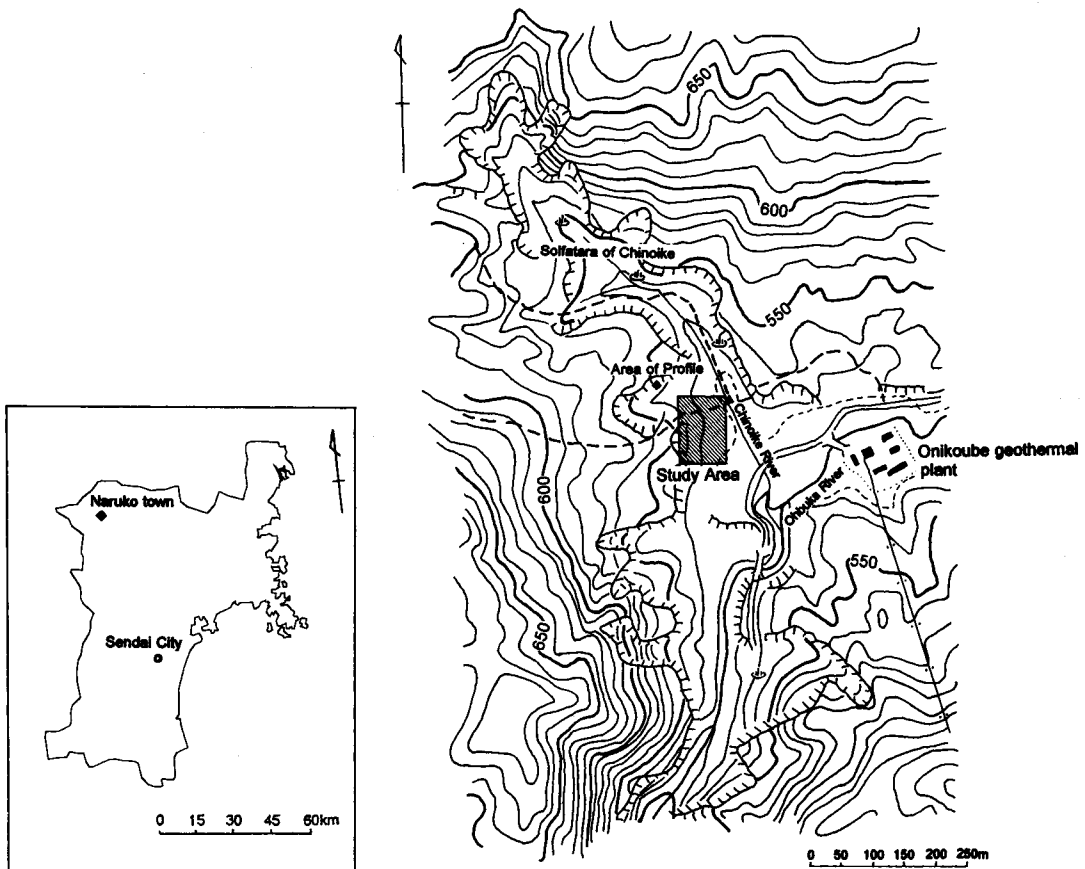 650
600
Solfatara of Chinoike
550
Area of Profile
Chinoike River
Study Area
Onikoube geothermal
plant
Ohbuka River
600
550
650
0 50 100 150 200 250m
Naruko town
Sendai City
0 15 30 45 60km